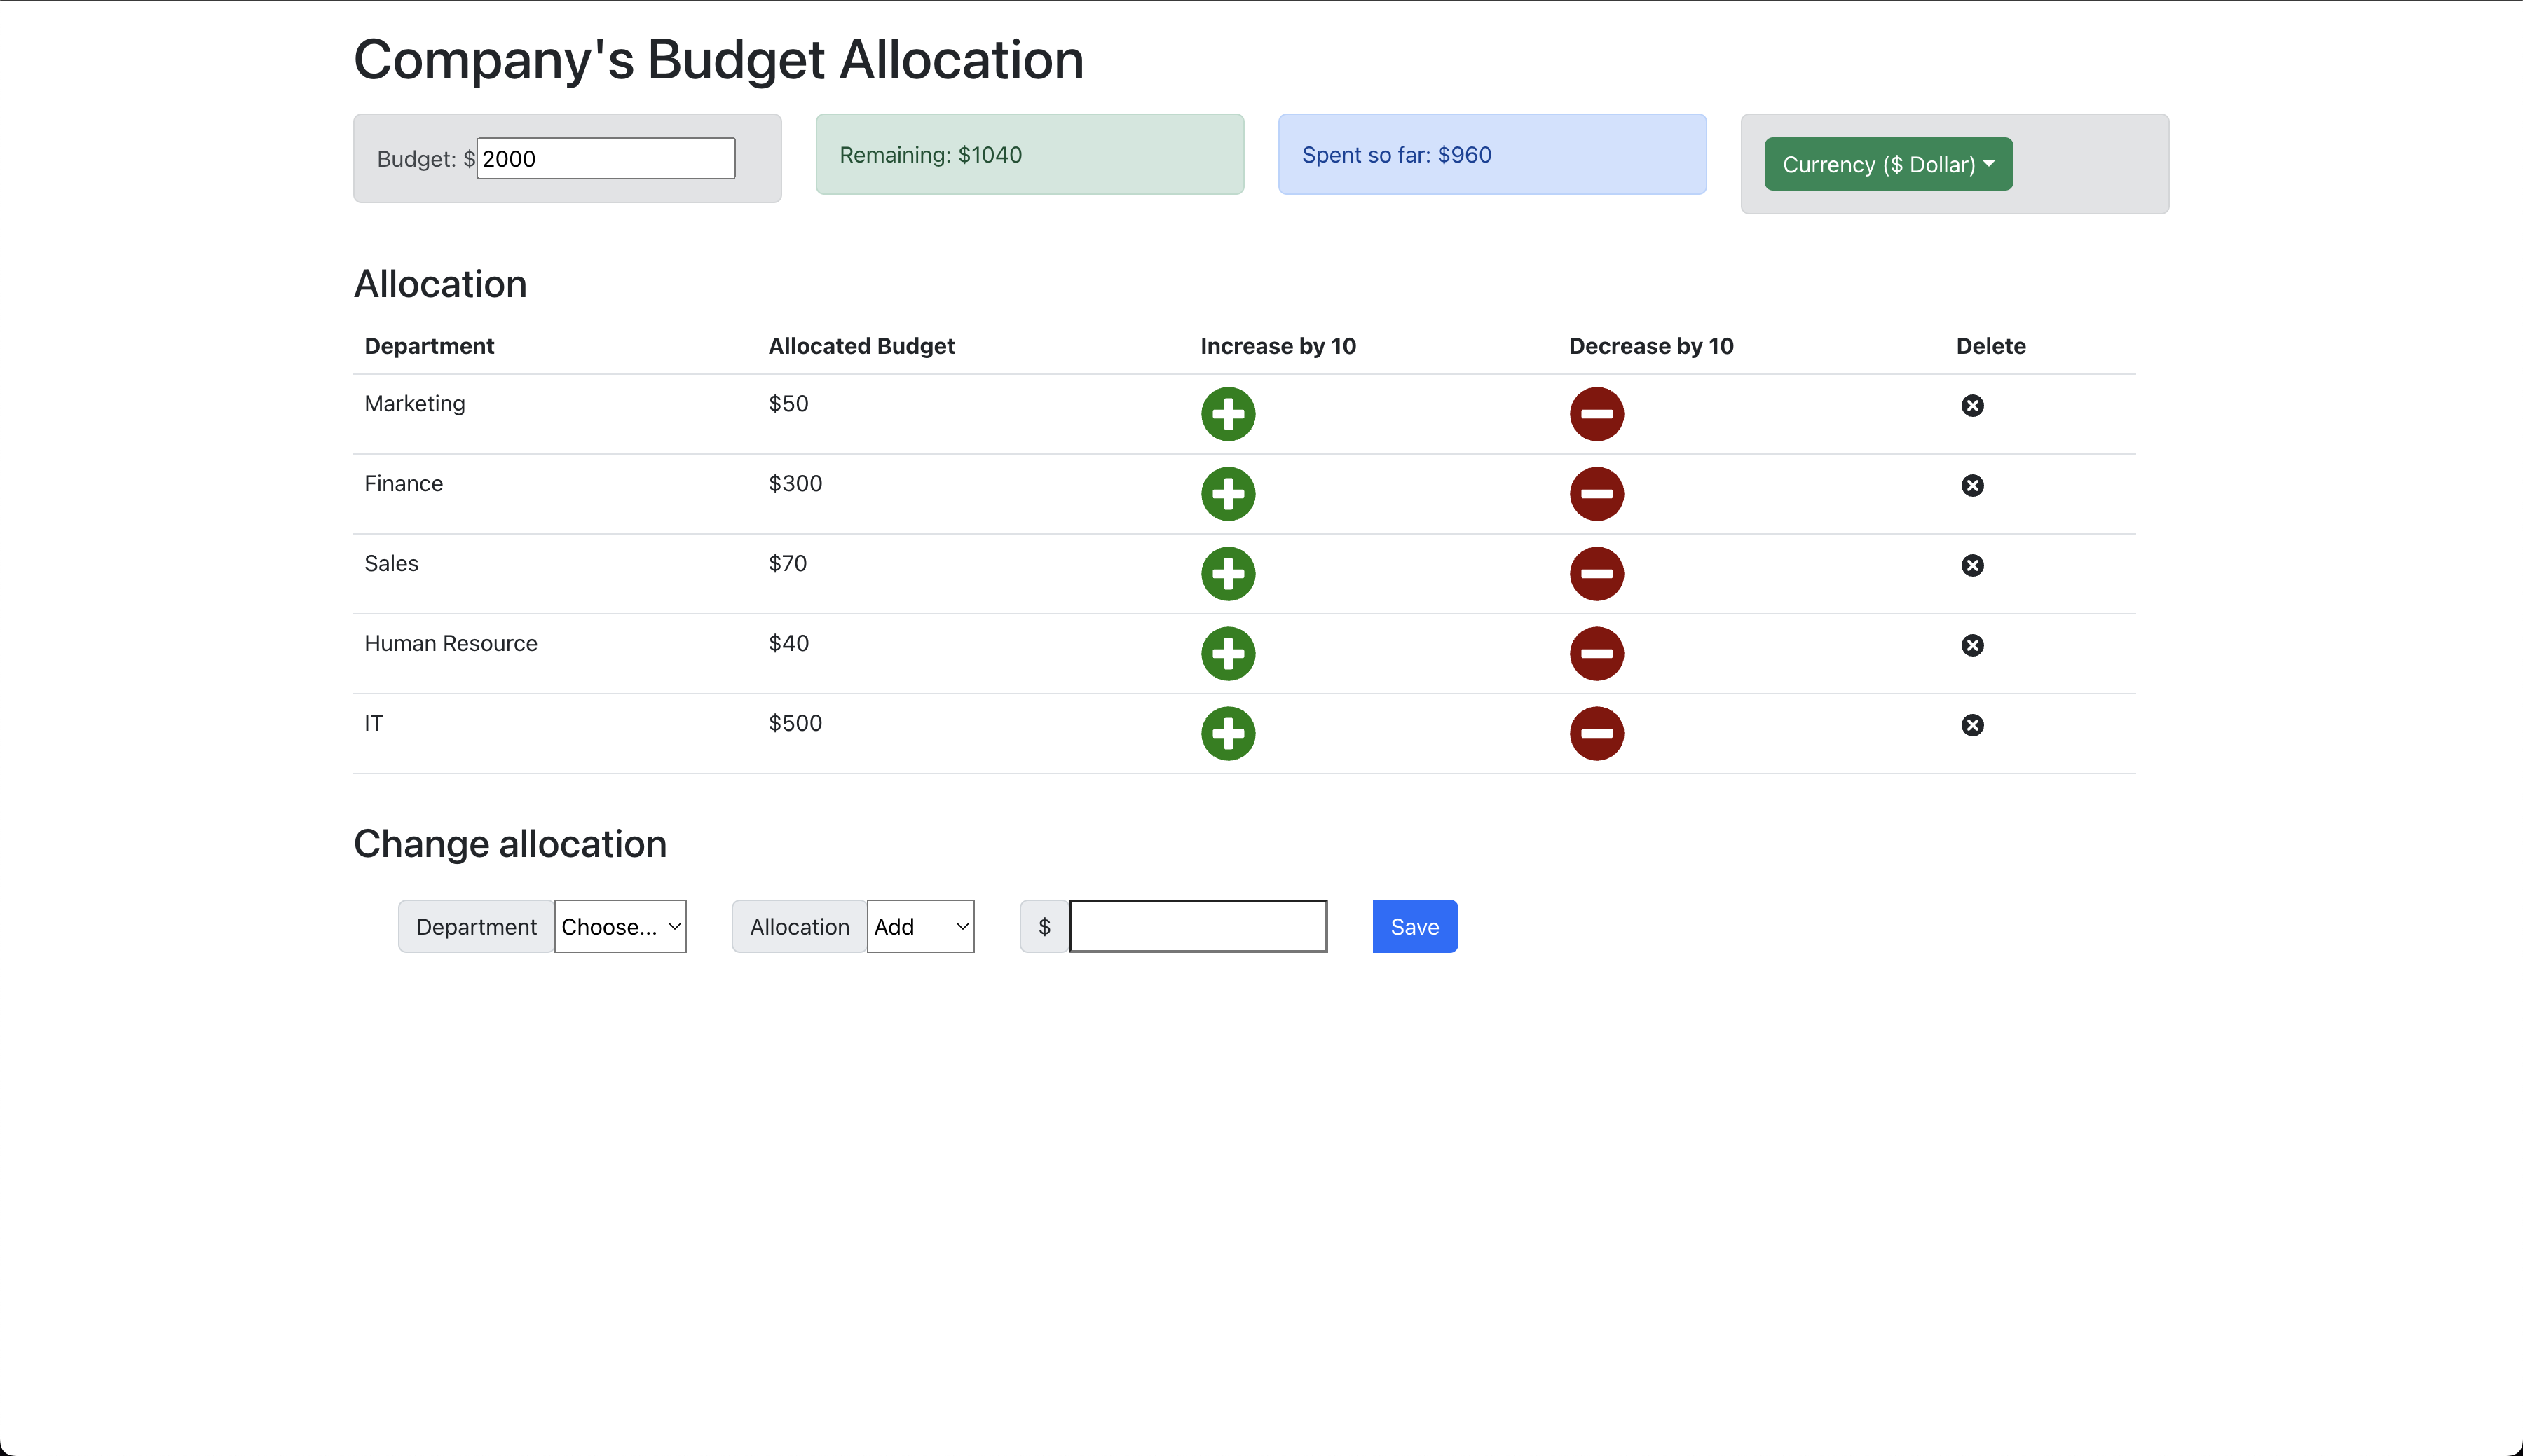 Company's Budget Allocation
Budget: $ 2000
Remaining: $1040
Spent so far: $960
Currency ($ Dollar)
Allocation
Department Allocated Budget Increase by 10 Decrease by 10 Delete
Marketing $50
Finance $300
Sales $70
Human Resource $40
IT $500
Change allocation
Department Choose... Allocation Add $ Save